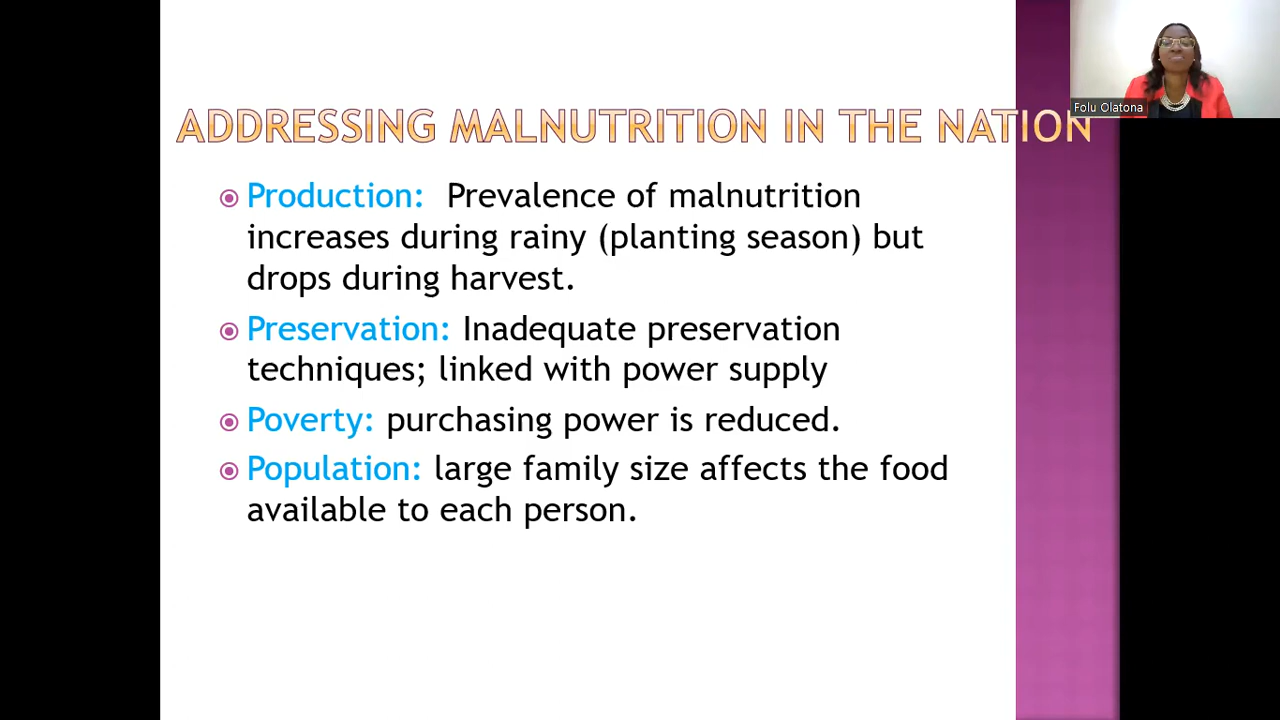 Folu Olatona
ADDRESSING MALNUTRITION IN THE NATION
Production: Prevalence of malnutrition
increases during rainy (planting season) but
drops during harvest.
Preservation: Inadequate preservation
techniques; linked with power supply
Poverty: purchasing power is reduced.
Population: large family size affects the food
available to each person.